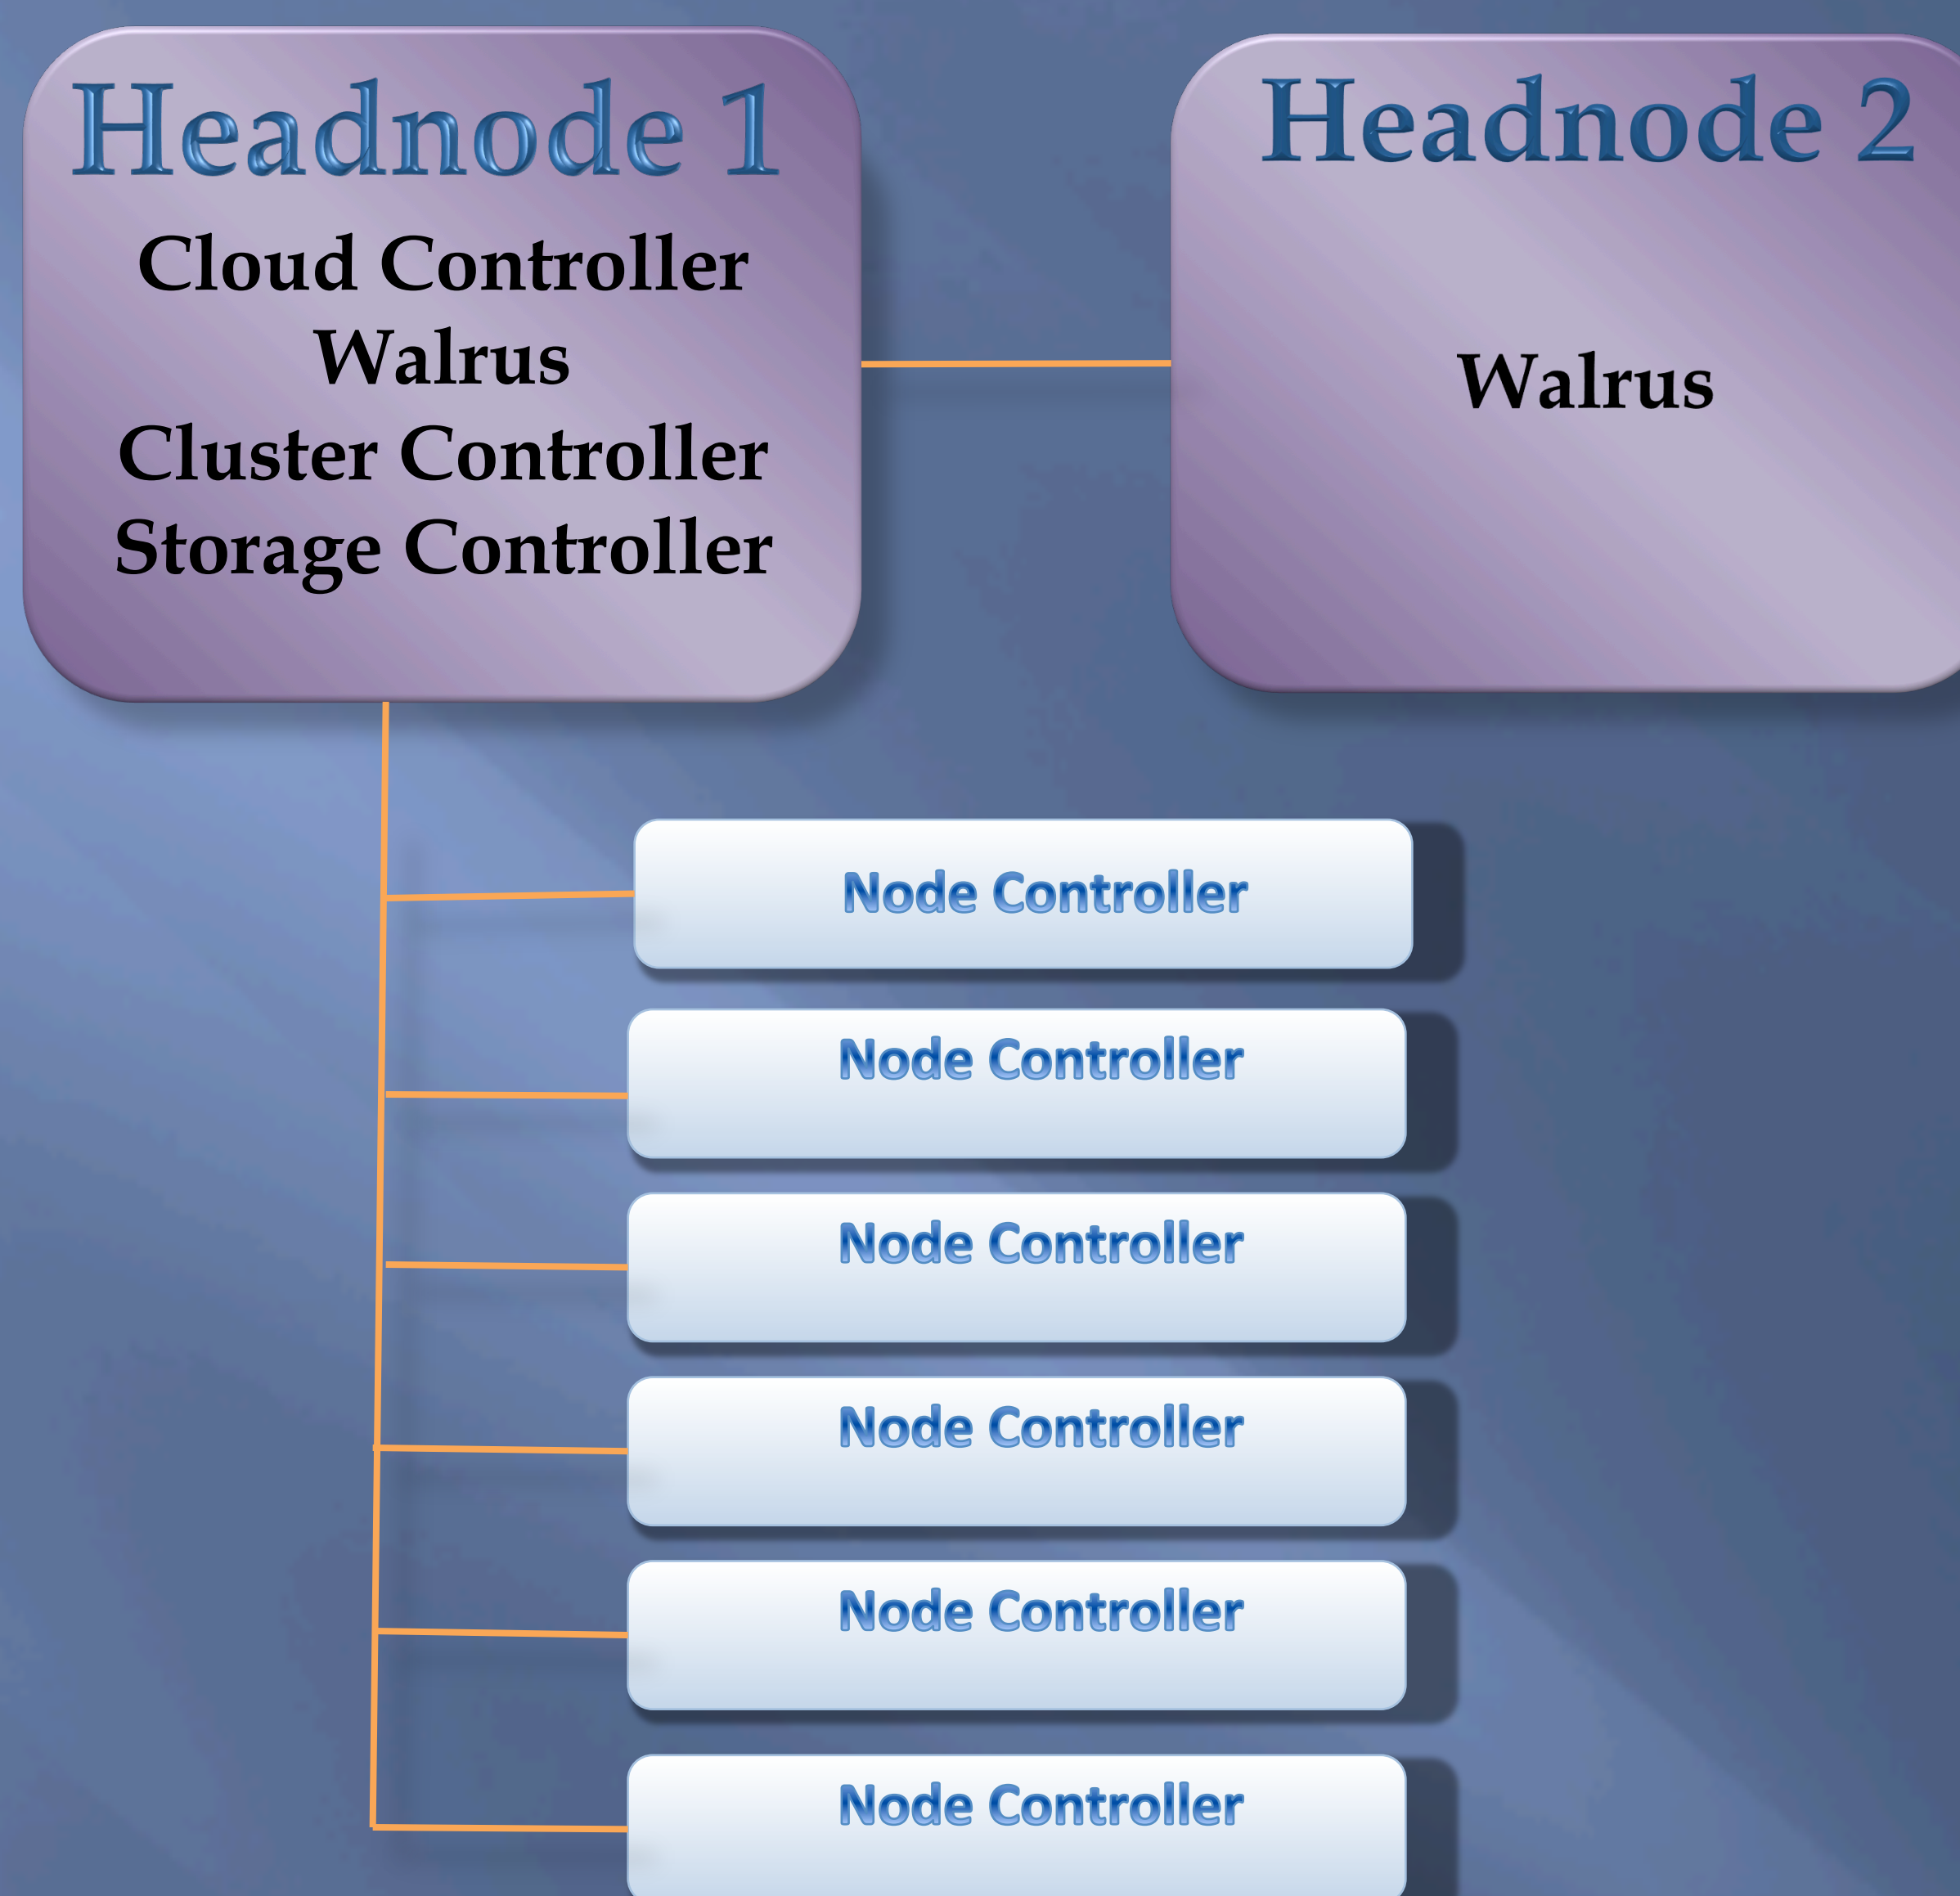 Headnode 1
Cloud Controller
Walrus
Cluster Controller
Storage Controller
Headnode 2
Walrus
Node Controller
Node Controller
Node Controller
Node Controller
Node Controller
Node Controller